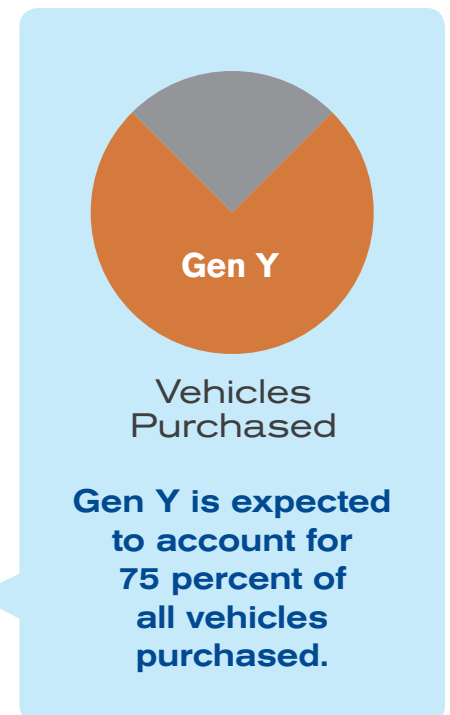 Gen Y
Vehicles
Purchased
Gen Y is expected
to account for
75 percent of
all vehicles
purchased.